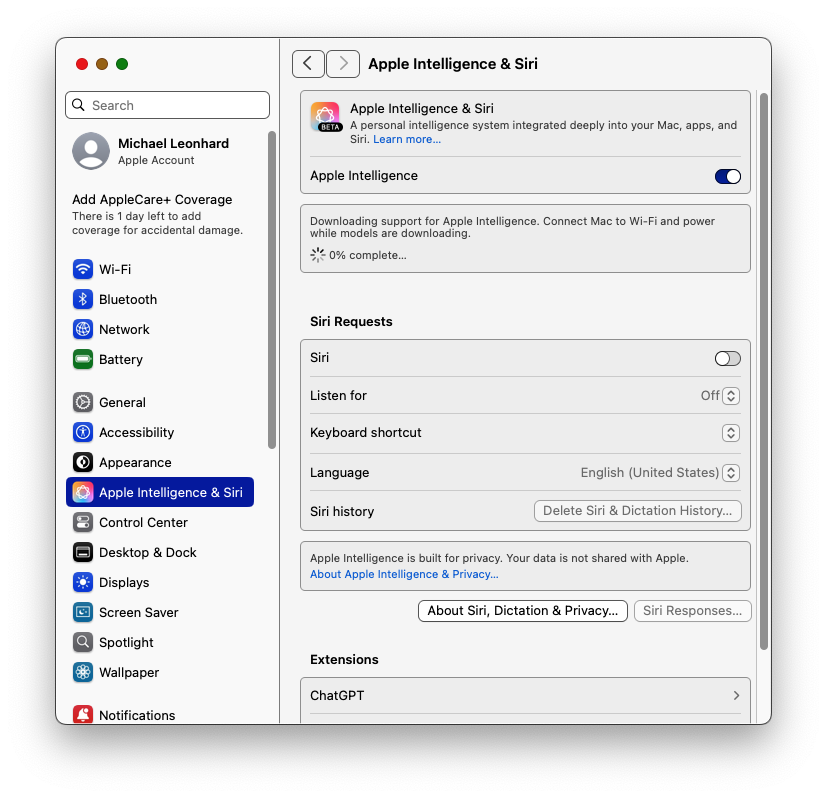 Search
Michael Leonhard
Apple Account
Add AppleCare+ Coverage
There is 1 day left to add
coverage for accidental damage.
Wi-Fi
Bluetooth
Network
Battery
General
Accessibility
Appearance
Apple Intelligence & Siri
Control Center
Desktop & Dock
Displays
Screen Saver
Spotlight
Wallpaper
Notifications
Apple Intelligence & Siri
BETA
Apple Intelligence & Siri
A personal intelligence system integrated deeply into your Mac, apps, and
Siri. Learn more...
Apple Intelligence
Downloading support for Apple Intelligence. Connect Mac to Wi-Fi and power
while models are downloading.
0% complete...
Siri Requests
Siri
Listen for Off
Keyboard shortcut
Language English (United States)
Siri history Delete Siri & Dictation History...
Apple Intelligence is built for privacy. Your data is not shared with Apple.
About Apple Intelligence & Privacy...
About Siri, Dictation & Privacy... Siri Responses...
Extensions
ChatGPT